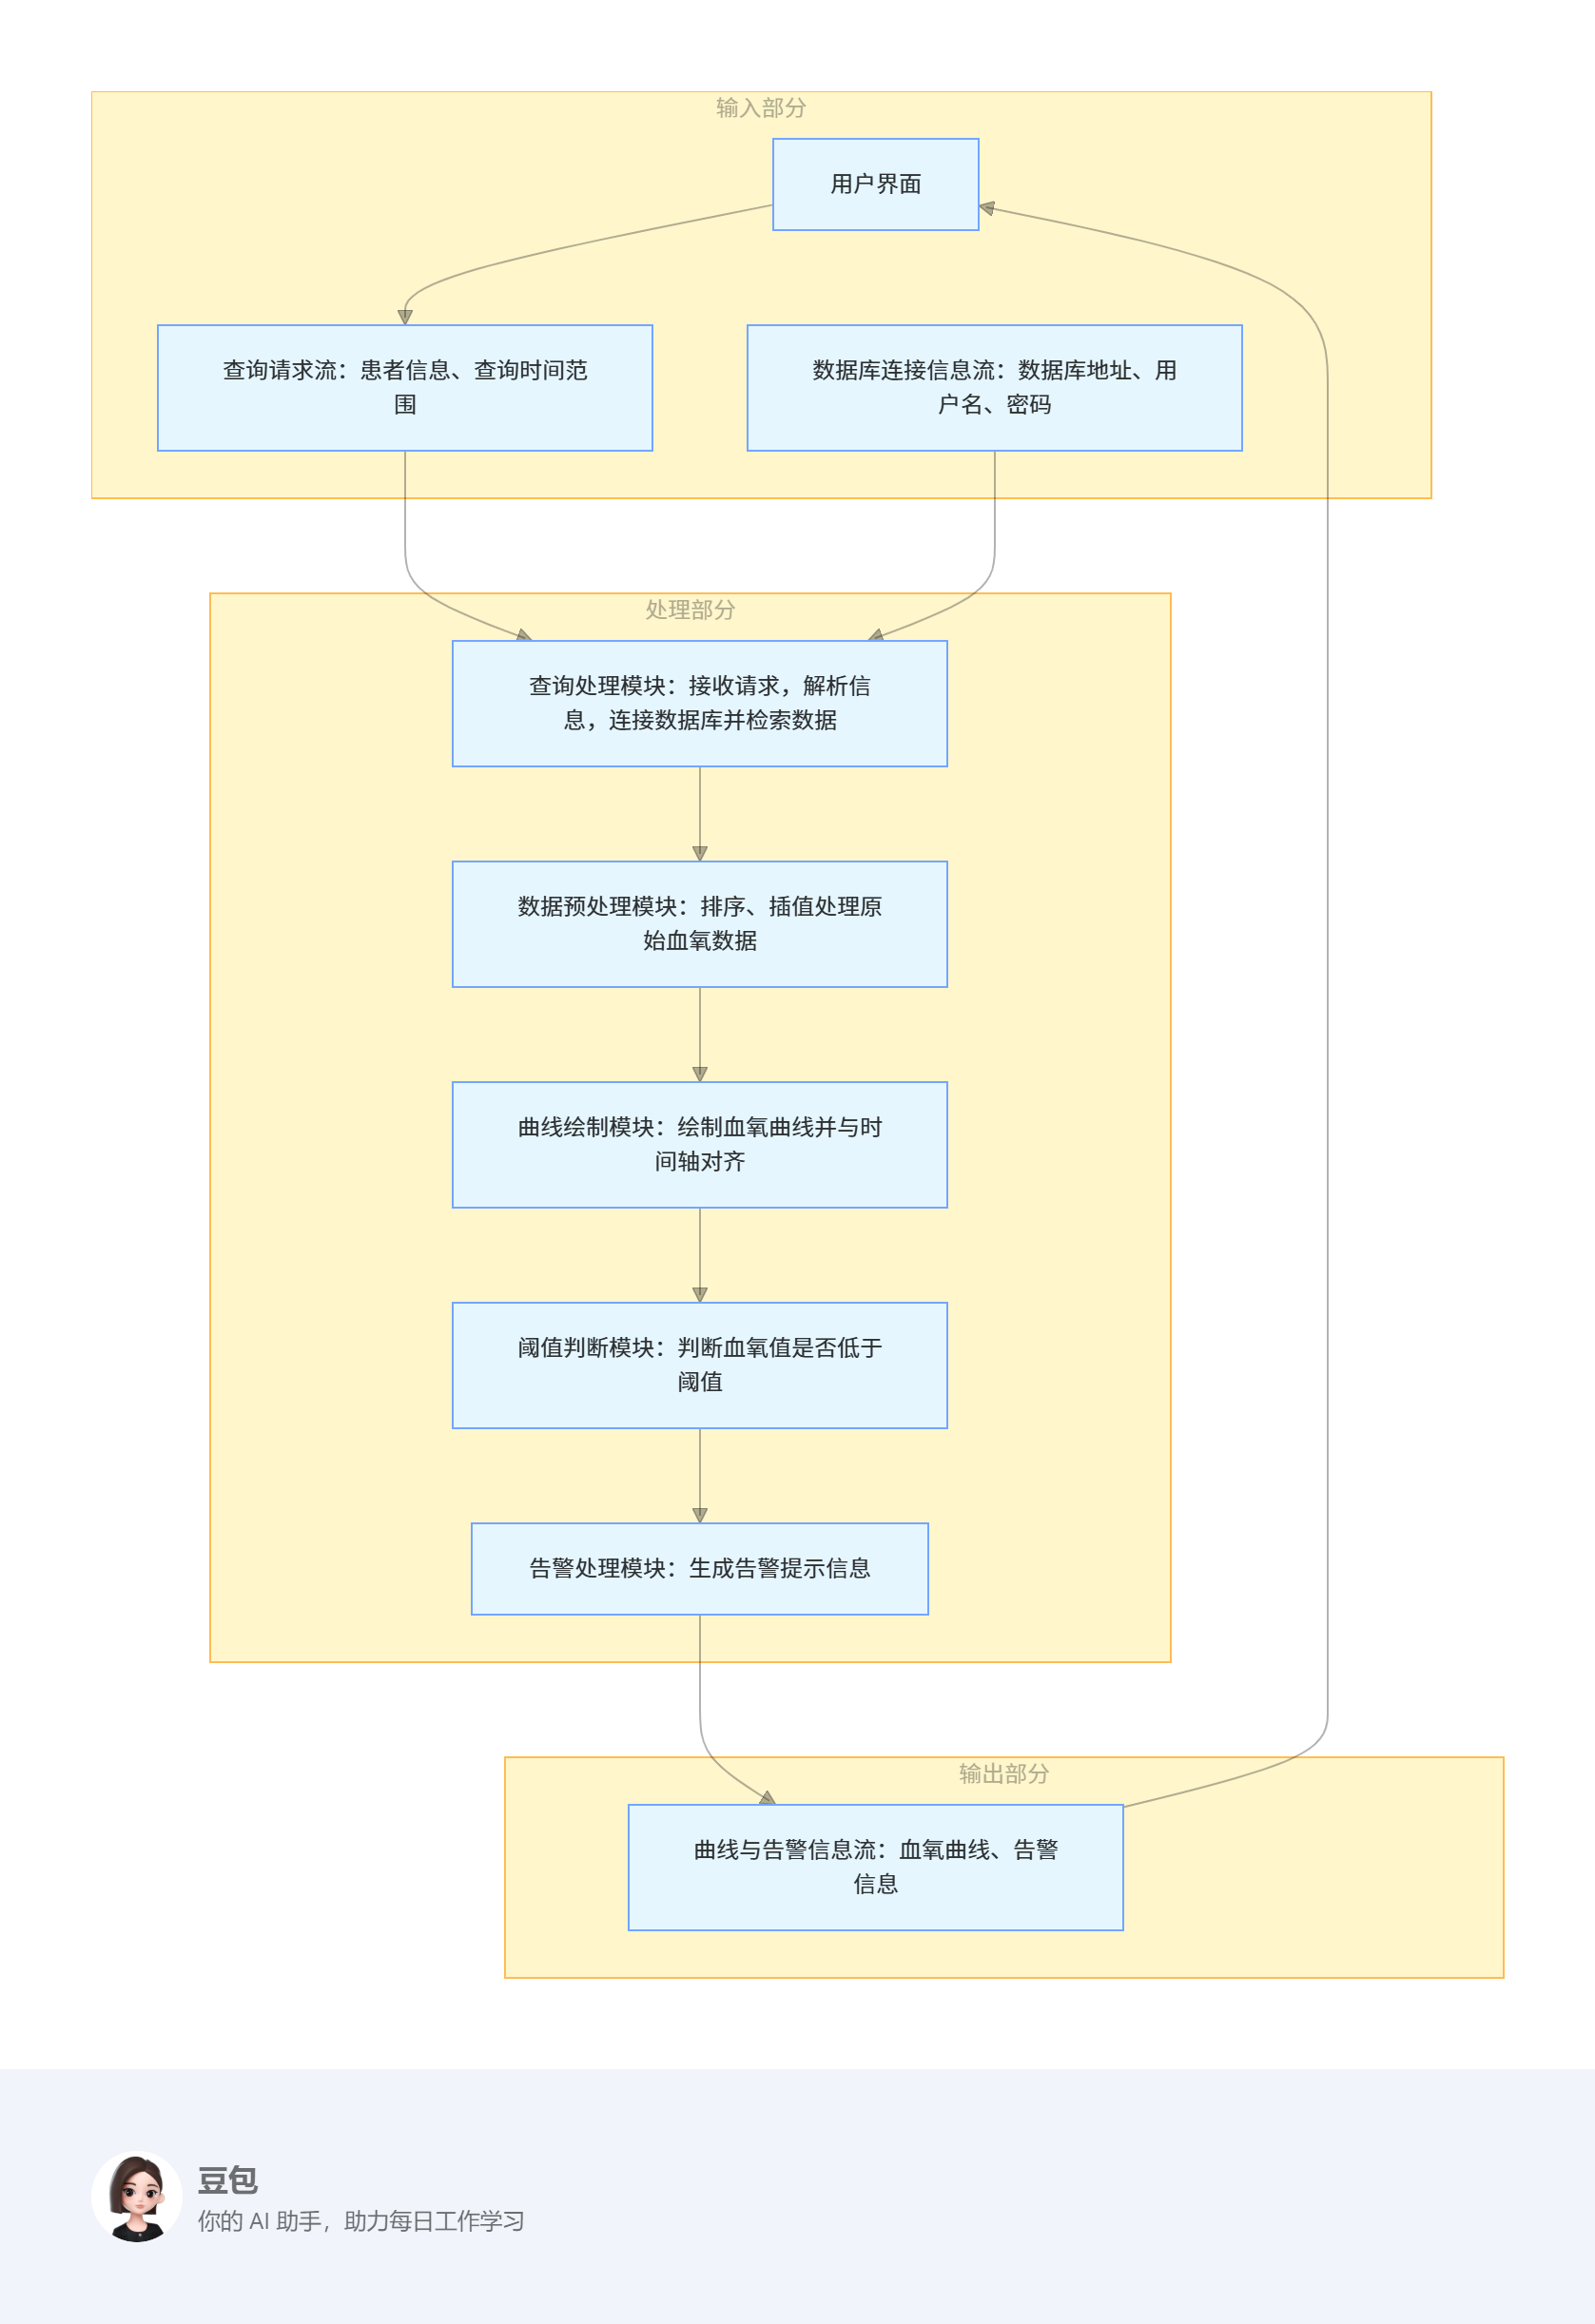 输入部分
用户界面
查询请求流：患者信息、查询时间范
围
数据库连接信息流：数据库地址、用
户名、密码
处理部分
查询处理模块：接收请求，解析信
息，连接数据库并检索数据
数据预处理模块：排序、插值处理原
始血氧数据
曲线绘制模块：绘制血氧曲线并与时
间轴对齐
阈值判断模块：判断血氧值是否低于
阈值
告警处理模块：生成告警提示信息
输出部分
曲线与告警信息流：血氧曲线、告警
信息
豆包
你的 AI 助手，助力每日工作学习